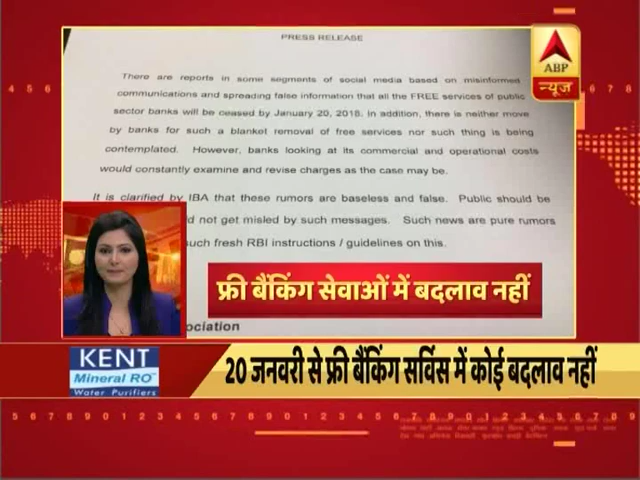 PRESS RELEASE
There are reports in some segments of social media based on misinformed
communications and spreading false information that all the FREE services of public
sector banks will be ceased by January 20, 2018. In addition, there is neither move
by banks for such a blanket removal of free services nor such thing is being
contemplated. However, banks looking at its commercial and operational costs
would constantly examine and revise charges as the case may be.
It is clarified by IBA that these rumors are baseless and false. Public should be
not get misled by such messages. Such news are pure rumors
such fresh RBI instructions / guidelines on this.
ociation
ABP
न्यूज़
फ्री बैंकिंग सेवाओं में बदलाव नहीं
KENT
Mineral RO™
Water Purifiers
20 जनवरी से फ्री बैंकिंग सर्विस में कोई बदलाव नहीं